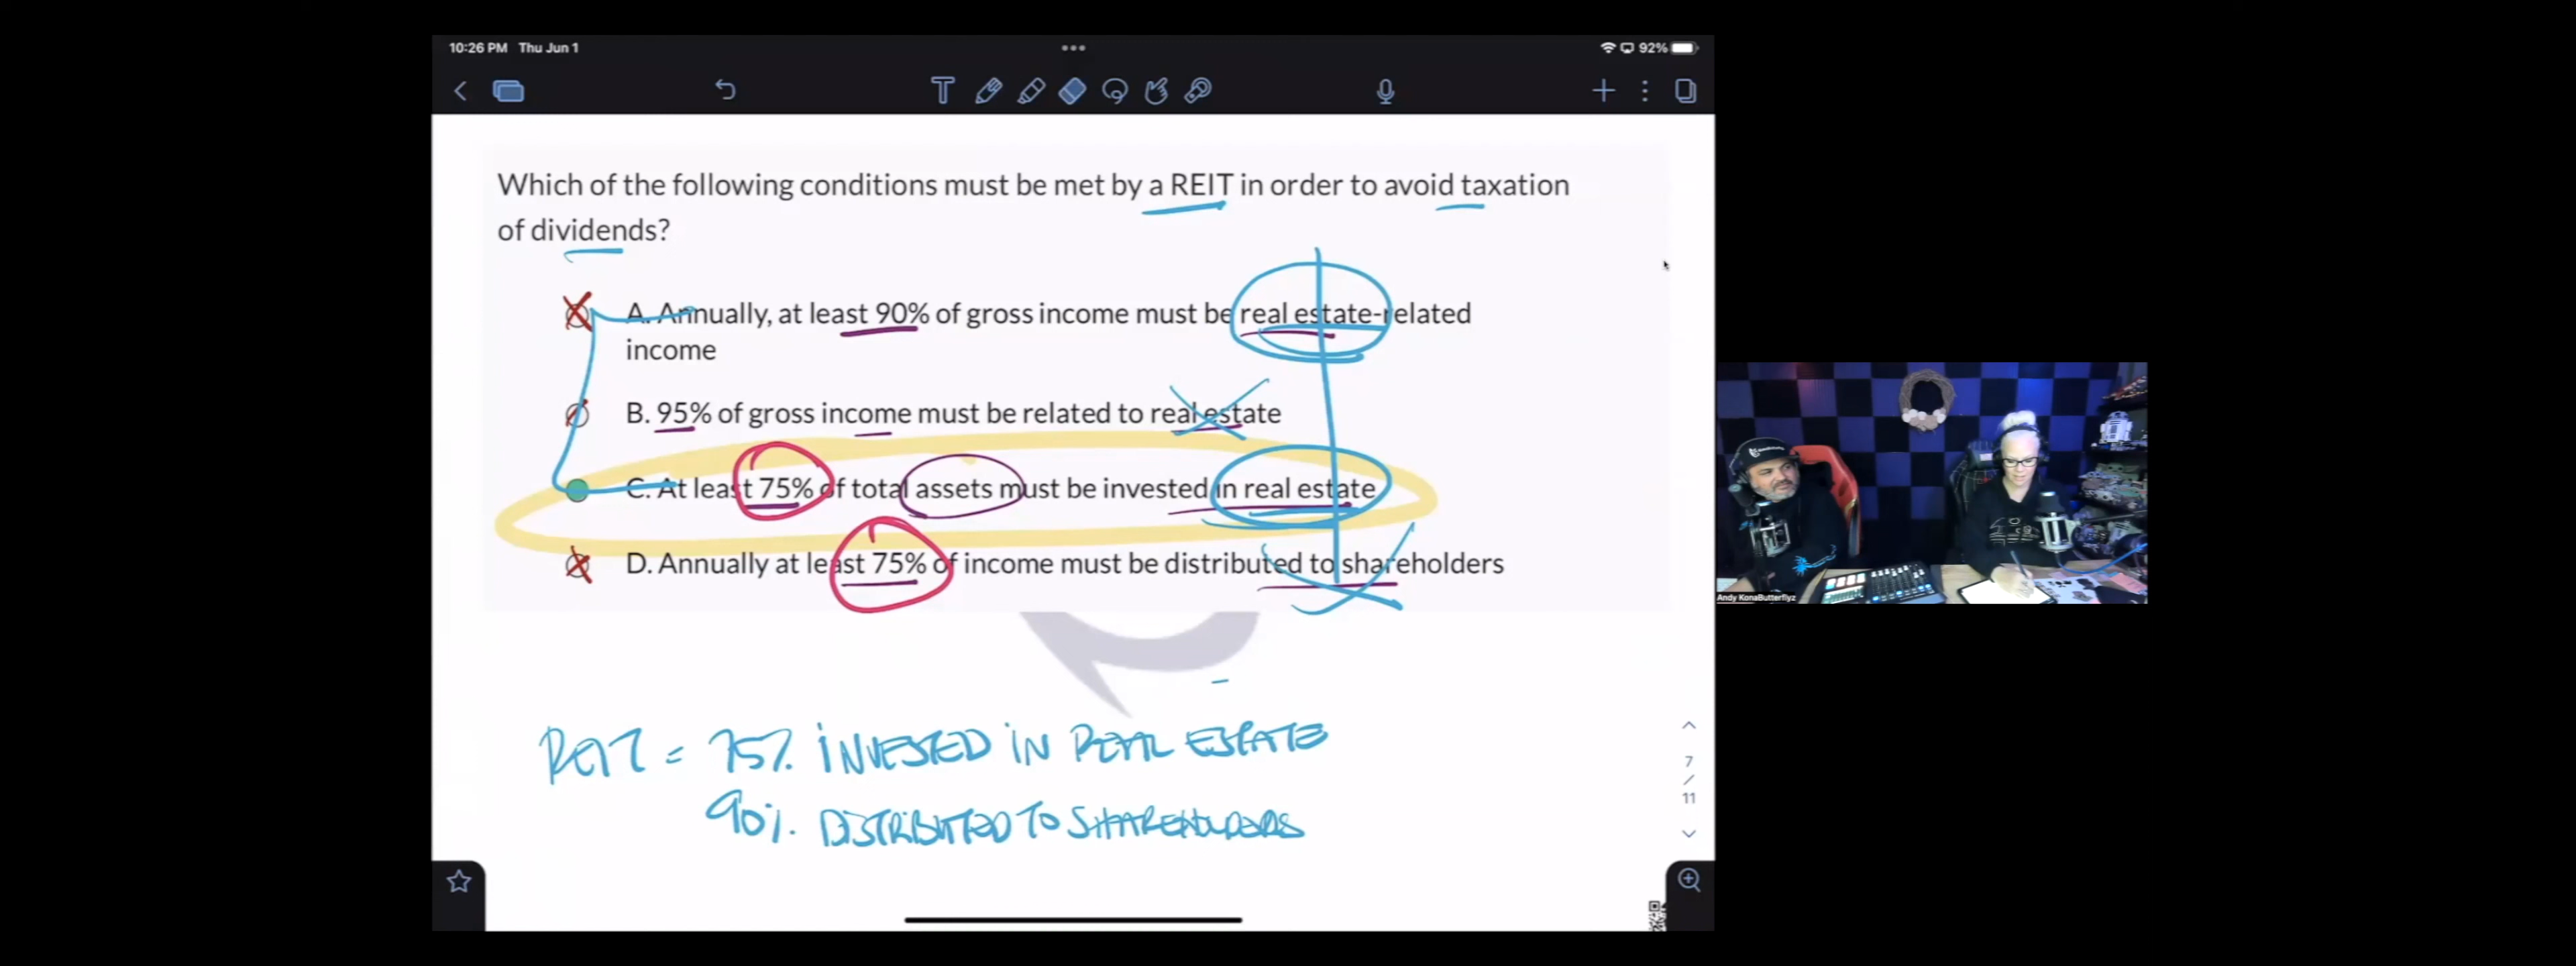 10:26 PM Thu Jun 1
92%
Which of the following conditions must be met by a REIT in order to avoid taxation
of dividends?
A. Annually, at least 90% of gross income must be real estate-related
income
B. 95% of gross income must be related to real estate
C. At least 75% of total assets must be invested in real estate
D. Annually at least 75% of income must be distributed to shareholders
REIT = 75% INVESTED IN REAL ESTATE
90% DISTRIBUTED TO SHAREHOLDERS
7
/
11
Andy KonaButterflyz